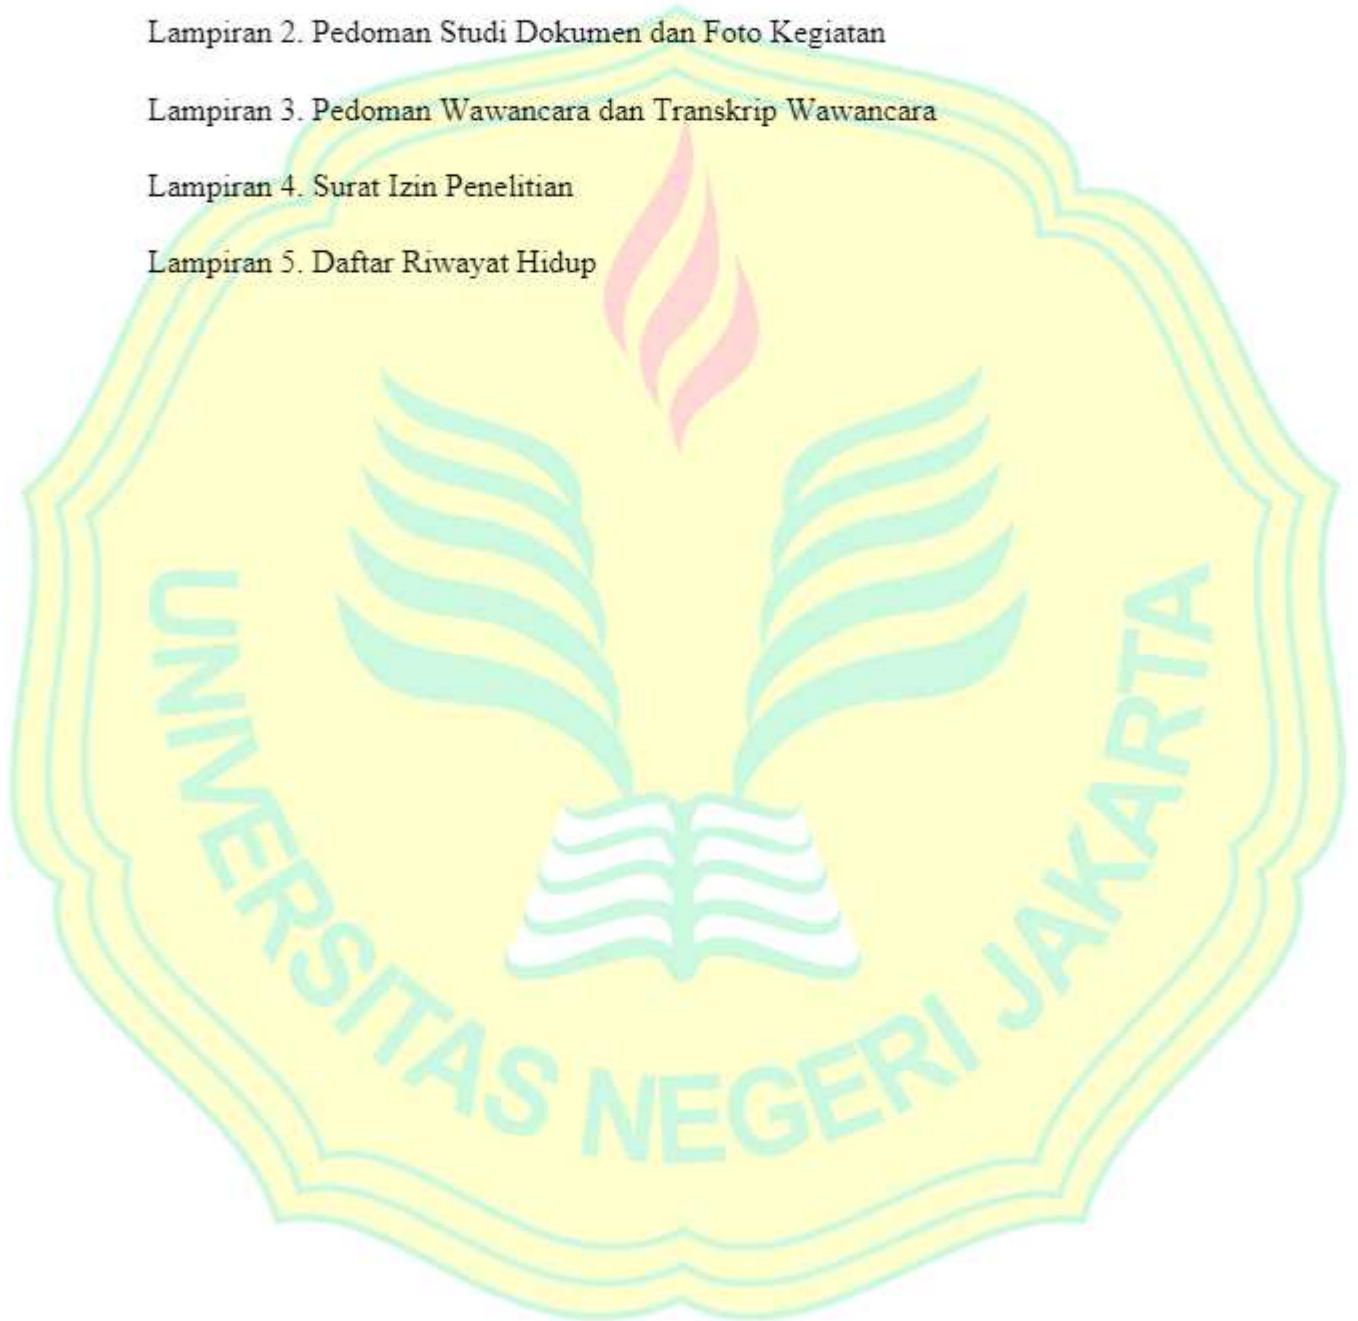 Lampiran 2. Pedoman Studi Dokumen dan Foto Kegiatan
Lampiran 3. Pedoman Wawancara dan Transkrip Wawancara
Lampiran 4. Surat Izin Penelitian
Lampiran 5. Daftar Riwayat Hidup
UNIVERSITAS NEGERI JAKARTA